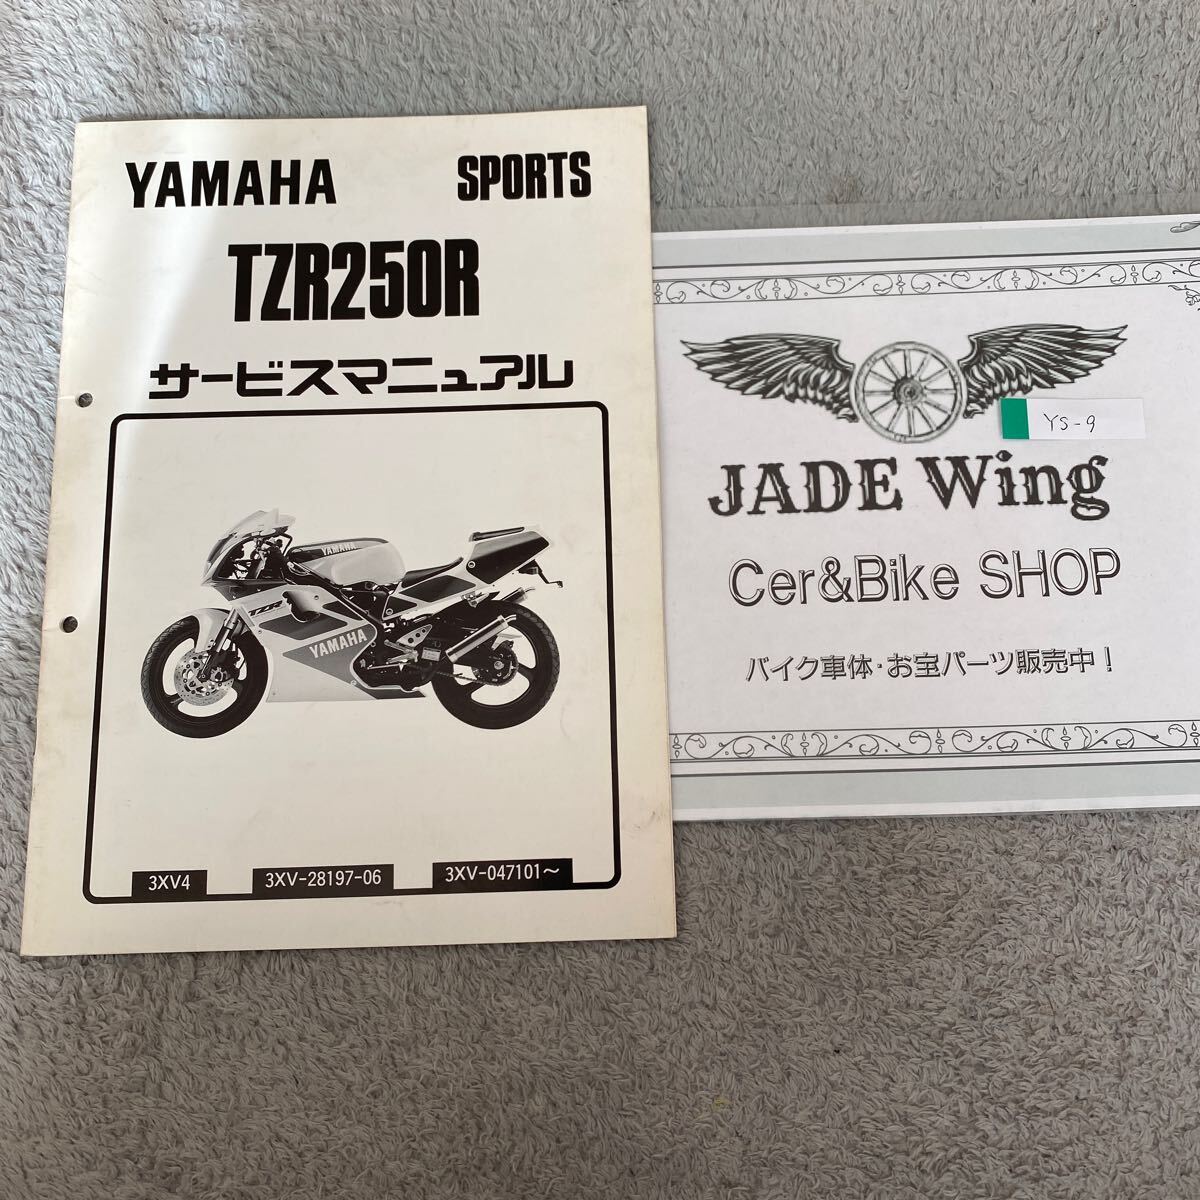 YAMAHA SPORTS
TZR250R
サービスマニュアル
YAMAHA
TZR
YAMAHA
3XV4 3XV-28197-06 3XV-047101～
YS-9
JADE Wing
Cer&Bike SHOP
バイク車体・お宝パーツ販売中！